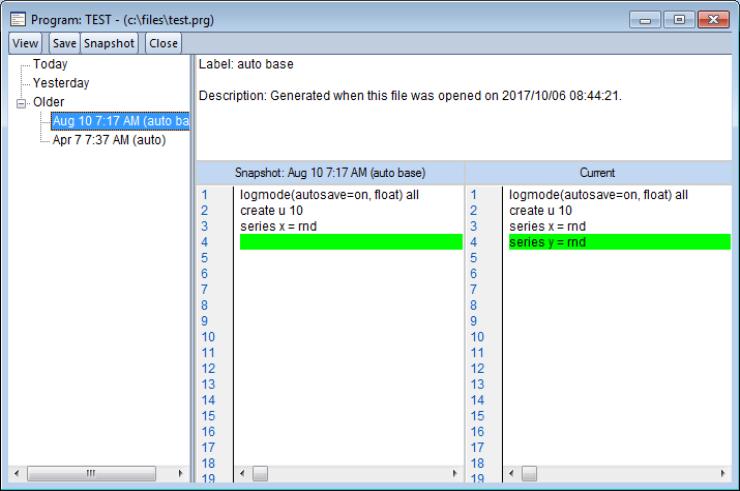 Program: TEST - (c:\files\test.prg)
View Save Snapshot Close
Today
Yesterday
Older
Aug 10 7:17 AM (auto ba
Apr 7 7:37 AM (auto)
Label: auto base
Description: Generated when this file was opened on 2017/10/06 08:44:21.
Snapshot: Aug 10 7:17 AM (auto base)
1 logmode(autosave=on, float) all
2 create u 10
3 series x = rnd
4
5
6
7
8
9
10
11
12
13
14
15
16
17
18
19
Current
1 logmode(autosave=on, float) all
2 create u 10
3 series x = rnd
4 series y = rnd
5
6
7
8
9
10
11
12
13
14
15
16
17
18
19